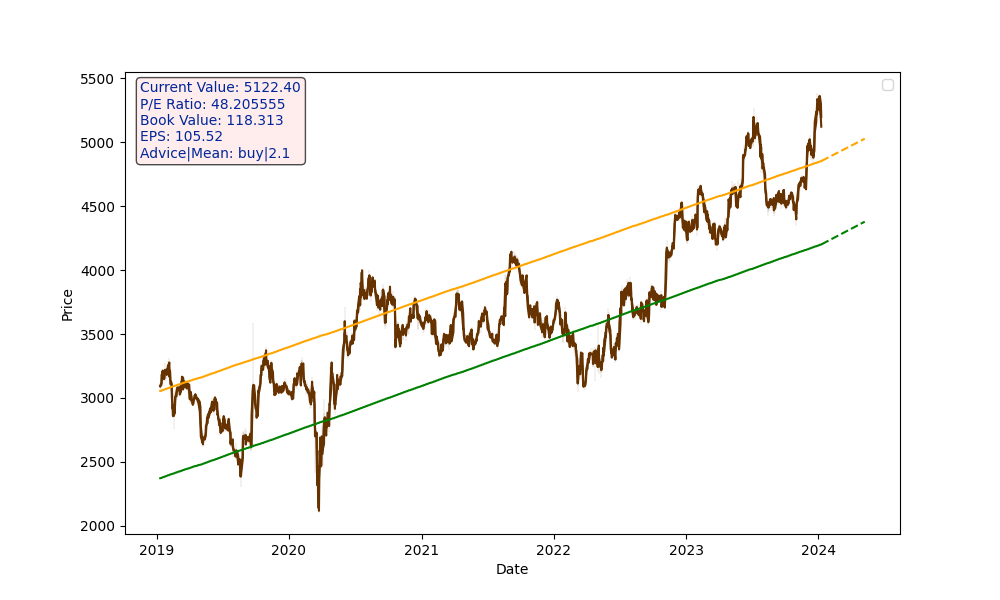 Current Value: 5122.40
P/E Ratio: 48.205555
Book Value: 118.313
EPS: 105.52
Advice|Mean: buy|2.1
5500
5000
4500
4000
3500
3000
2500
2000
Price
2019 2020 2021 2022 2023 2024
Date